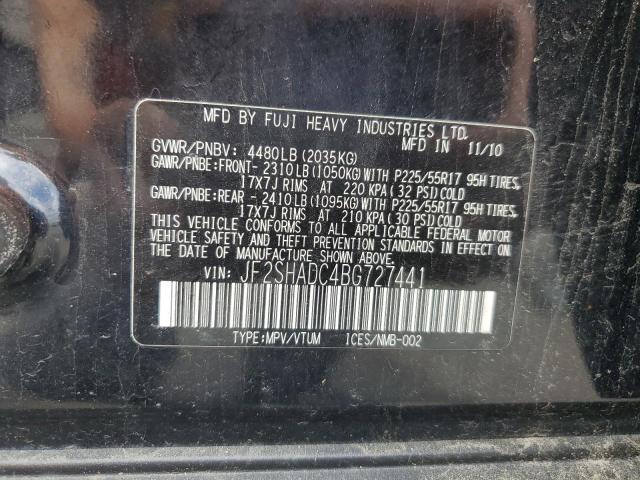 MFD BY FUJI HEAVY INDUSTRIES LTD.
MFD IN 11/10
GVWR/PNBV: 4480LB (2035KG)
GAWR/PNBE:FRONT- 2310LB (1050KG) WITH P225/55R17 95H TIRES,
17X7J RIMS AT 220 KPA (32 PSI) COLD
GAWR/PNBE:REAR - 2410LB (1095KG) WITH P225/55R17 95H TIRES,
17X7J RIMS AT 210 KPA (30 PSI) COLD
THIS VEHICLE CONFORMS TO ALL APPLICABLE FEDERAL MOTOR
VEHICLE SAFETY AND THEFT PREVENTION STANDARDS IN EFFECT ON
THE DATE OF MANUFACTURE SHOWN ABOVE.
VIN: JF2SHADC4BG727441
TYPE:MPV/VTUM ICES/NMB-002